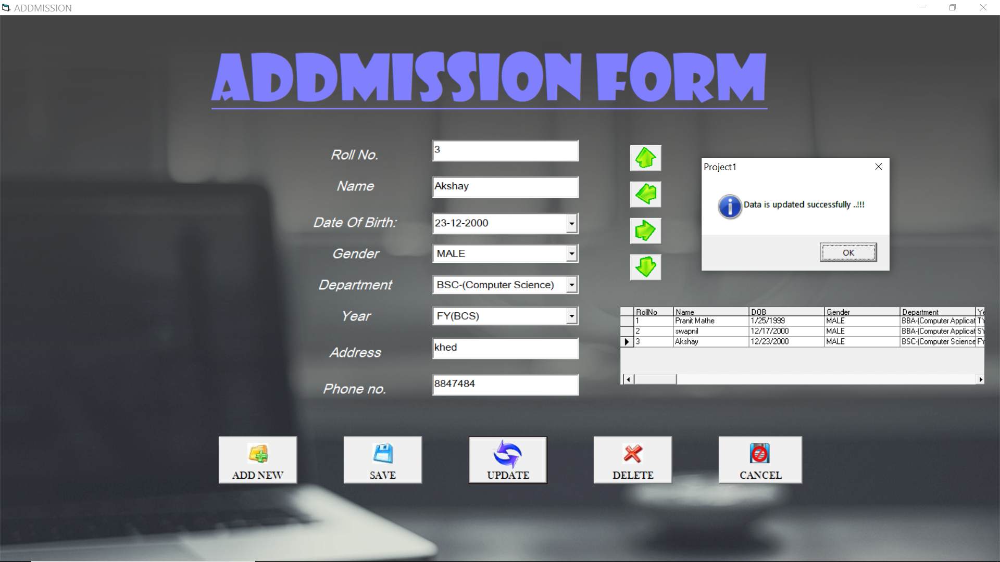 ADDMISSION
ADDMISSION FORM
Roll No. 3
Name Akshay
Date Of Birth: 23-12-2000
Gender MALE
Department BSC-(Computer Science)
Year FY(BCS)
Address khed
Phone no. 8847484
Project1
Data is updated successfully ..!!!
OK
RollNo Name DOB Gender Department Ye
1 Pranit Mathe 1/25/1999 MALE BBA-(Computer Applicat TY
2 swapnil 12/17/2000 MALE BBA-(Computer Applicat SY
3 Akshay 12/23/2000 MALE BSC-(Computer Science FY
ADD NEW SAVE UPDATE DELETE CANCEL